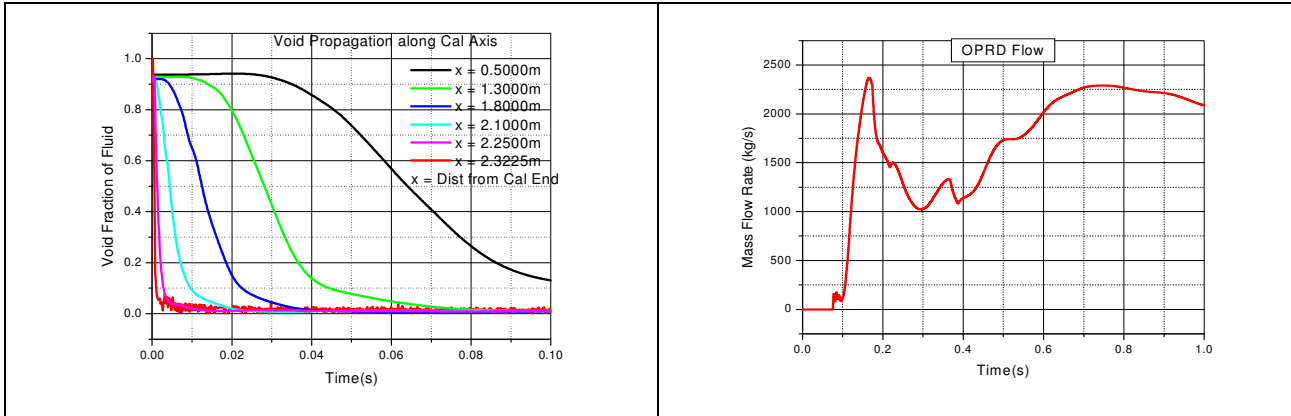 Void Propagation along Cal Axis
1.0
0.8
0.6
0.4
0.2
0.0
Void Fraction of Fluid
x = 0.5000m
x = 1.3000m
x = 1.8000m
x = 2.1000m
x = 2.2500m
x = 2.3225m
x = Dist from Cal End
0.00 0.02 0.04 0.06 0.08 0.10
Time(s)
OPRD Flow
2500
2000
1500
1000
500
0
Mass Flow Rate (kg/s)
0.0 0.2 0.4 0.6 0.8 1.0
Time(s)